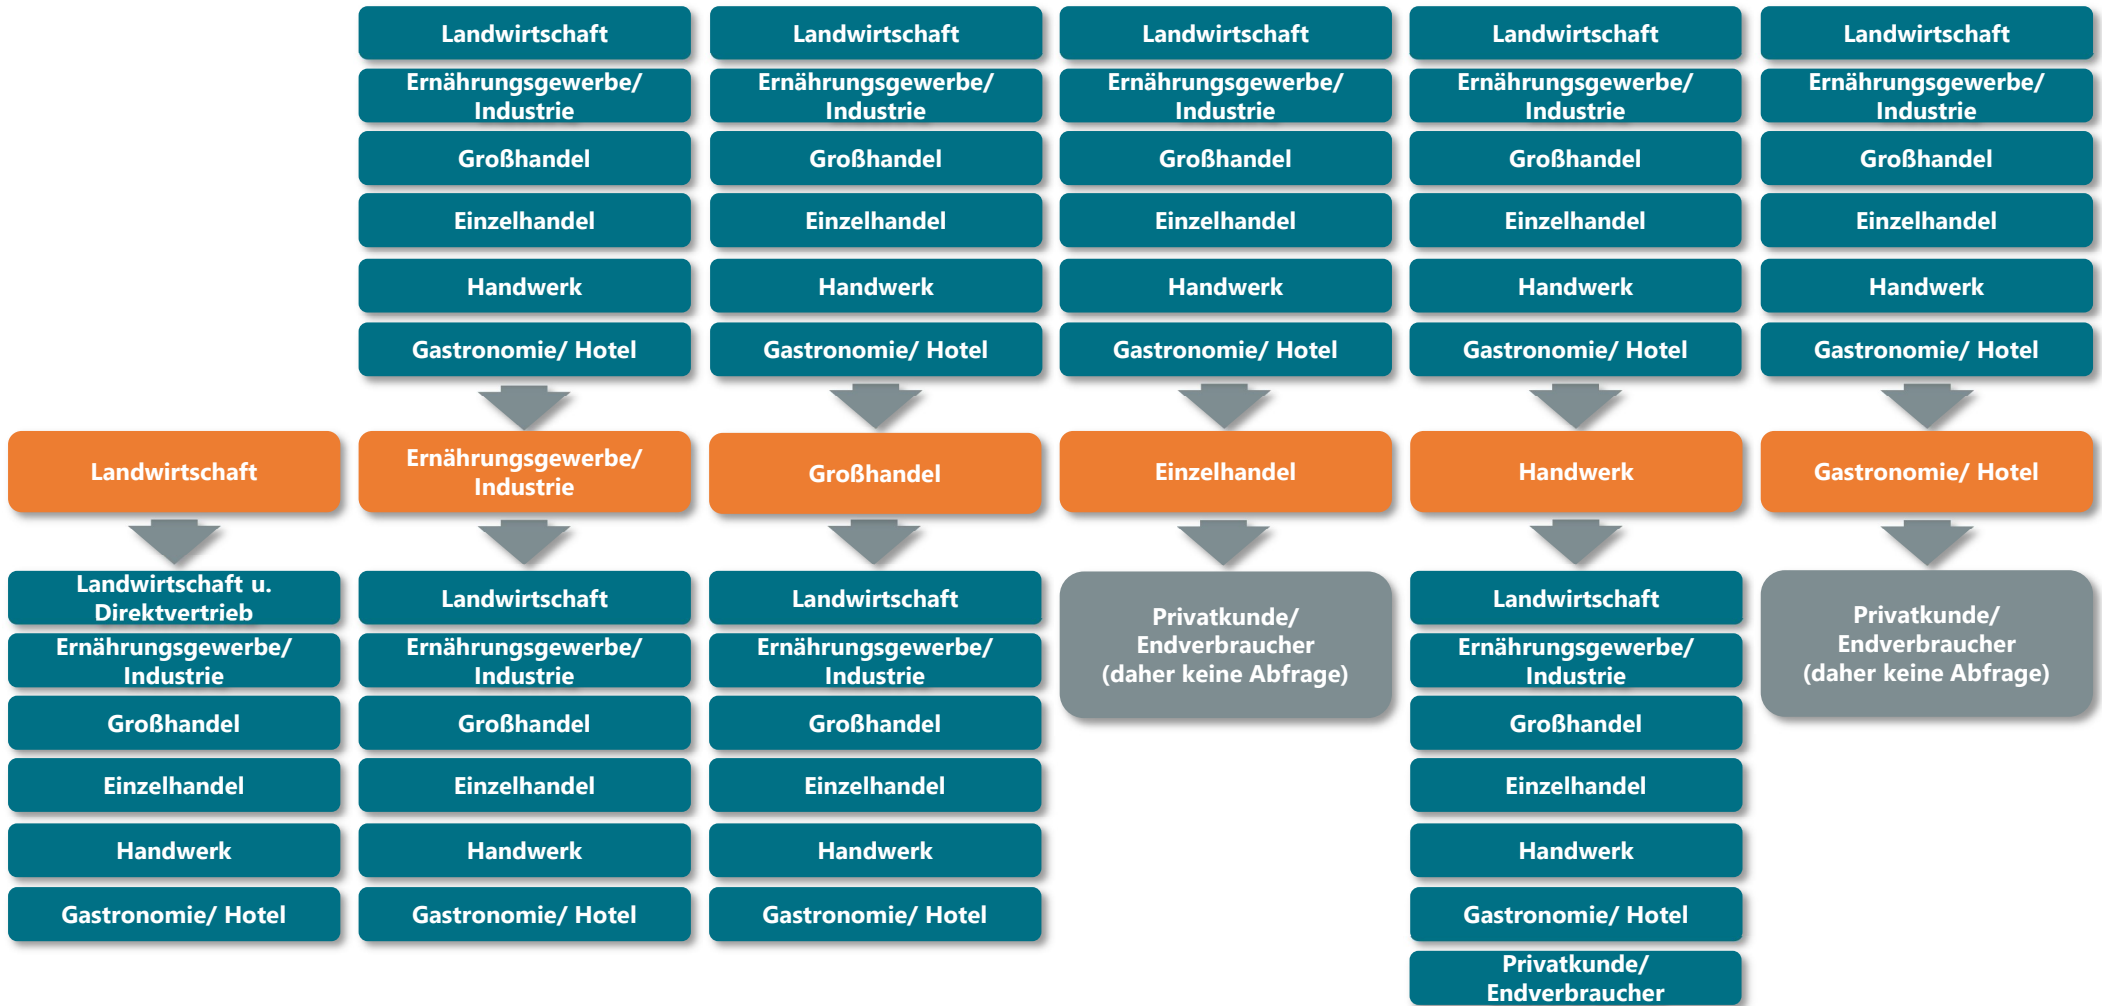 Landwirtschaft
Landwirtschaft
Landwirtschaft
Landwirtschaft
Landwirtschaft
Ernährungsgewerbe/
Industrie
Ernährungsgewerbe/
Industrie
Ernährungsgewerbe/
Industrie
Ernährungsgewerbe/
Industrie
Ernährungsgewerbe/
Industrie
Großhandel
Großhandel
Großhandel
Großhandel
Großhandel
Einzelhandel
Einzelhandel
Einzelhandel
Einzelhandel
Einzelhandel
Handwerk
Handwerk
Handwerk
Handwerk
Handwerk
Gastronomie/ Hotel
Gastronomie/ Hotel
Gastronomie/ Hotel
Gastronomie/ Hotel
Gastronomie/ Hotel
Landwirtschaft
Ernährungsgewerbe/
Industrie
Großhandel
Einzelhandel
Handwerk
Gastronomie/ Hotel
Landwirtschaft u.
Direktvertrieb
Landwirtschaft
Landwirtschaft
Privatkunde/
Endverbraucher
(daher keine Abfrage)
Landwirtschaft
Privatkunde/
Endverbraucher
(daher keine Abfrage)
Ernährungsgewerbe/
Industrie
Ernährungsgewerbe/
Industrie
Ernährungsgewerbe/
Industrie
Ernährungsgewerbe/
Industrie
Großhandel
Großhandel
Großhandel
Großhandel
Einzelhandel
Einzelhandel
Einzelhandel
Einzelhandel
Handwerk
Handwerk
Handwerk
Handwerk
Gastronomie/ Hotel
Gastronomie/ Hotel
Gastronomie/ Hotel
Gastronomie/ Hotel
Privatkunde/
Endverbraucher